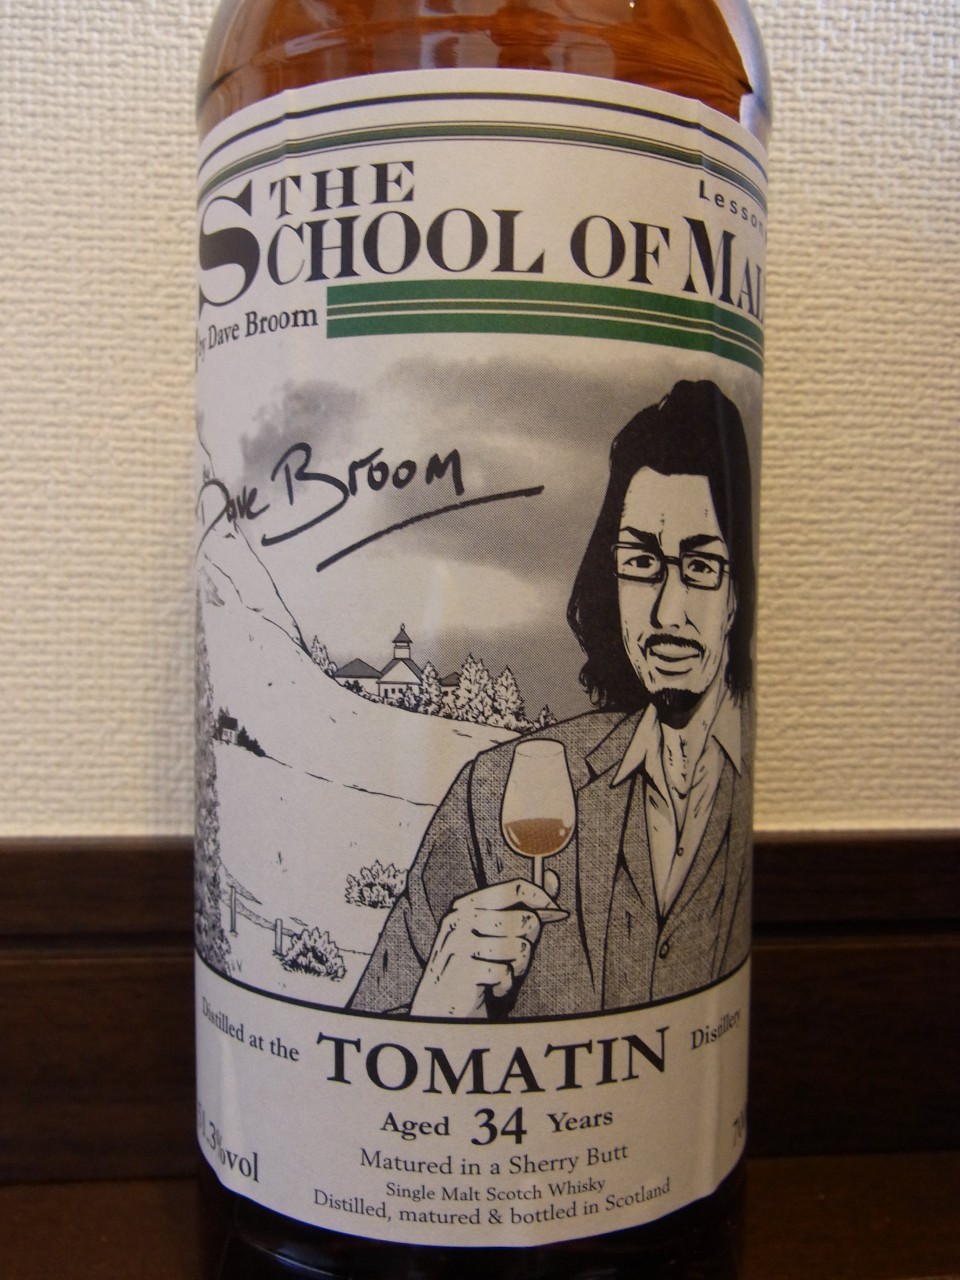 THE
Lesson
SCHOOL OF MAL
by Dave Broom
Dave Broom
Distilled at the TOMATIN Distillery
Aged 34 Years
Matured in a Sherry Butt
Single Malt Scotch Whisky
Distilled, matured & bottled in Scotland